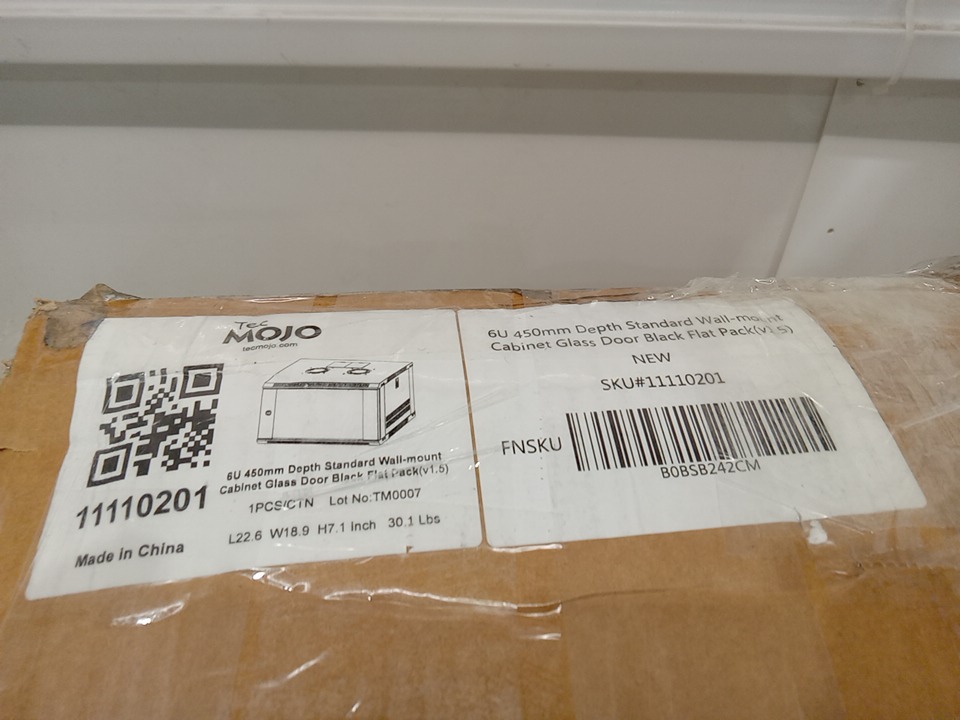 Tec
MOJO
tecmojo.com
6U 450mm Depth Standard Wall-mount
Cabinet Glass Door Black Flat Pack(v1.5)
11110201
1PCS/CTN Lot No:TM0007
L22.6 W18.9 H7.1 Inch 30.1 Lbs
Made in China
6U 450mm Depth Standard Wall-mount
Cabinet Glass Door Black Flat Pack(v1.5)
NEW
SKU#11110201
FNSKU
B0BSB242CM